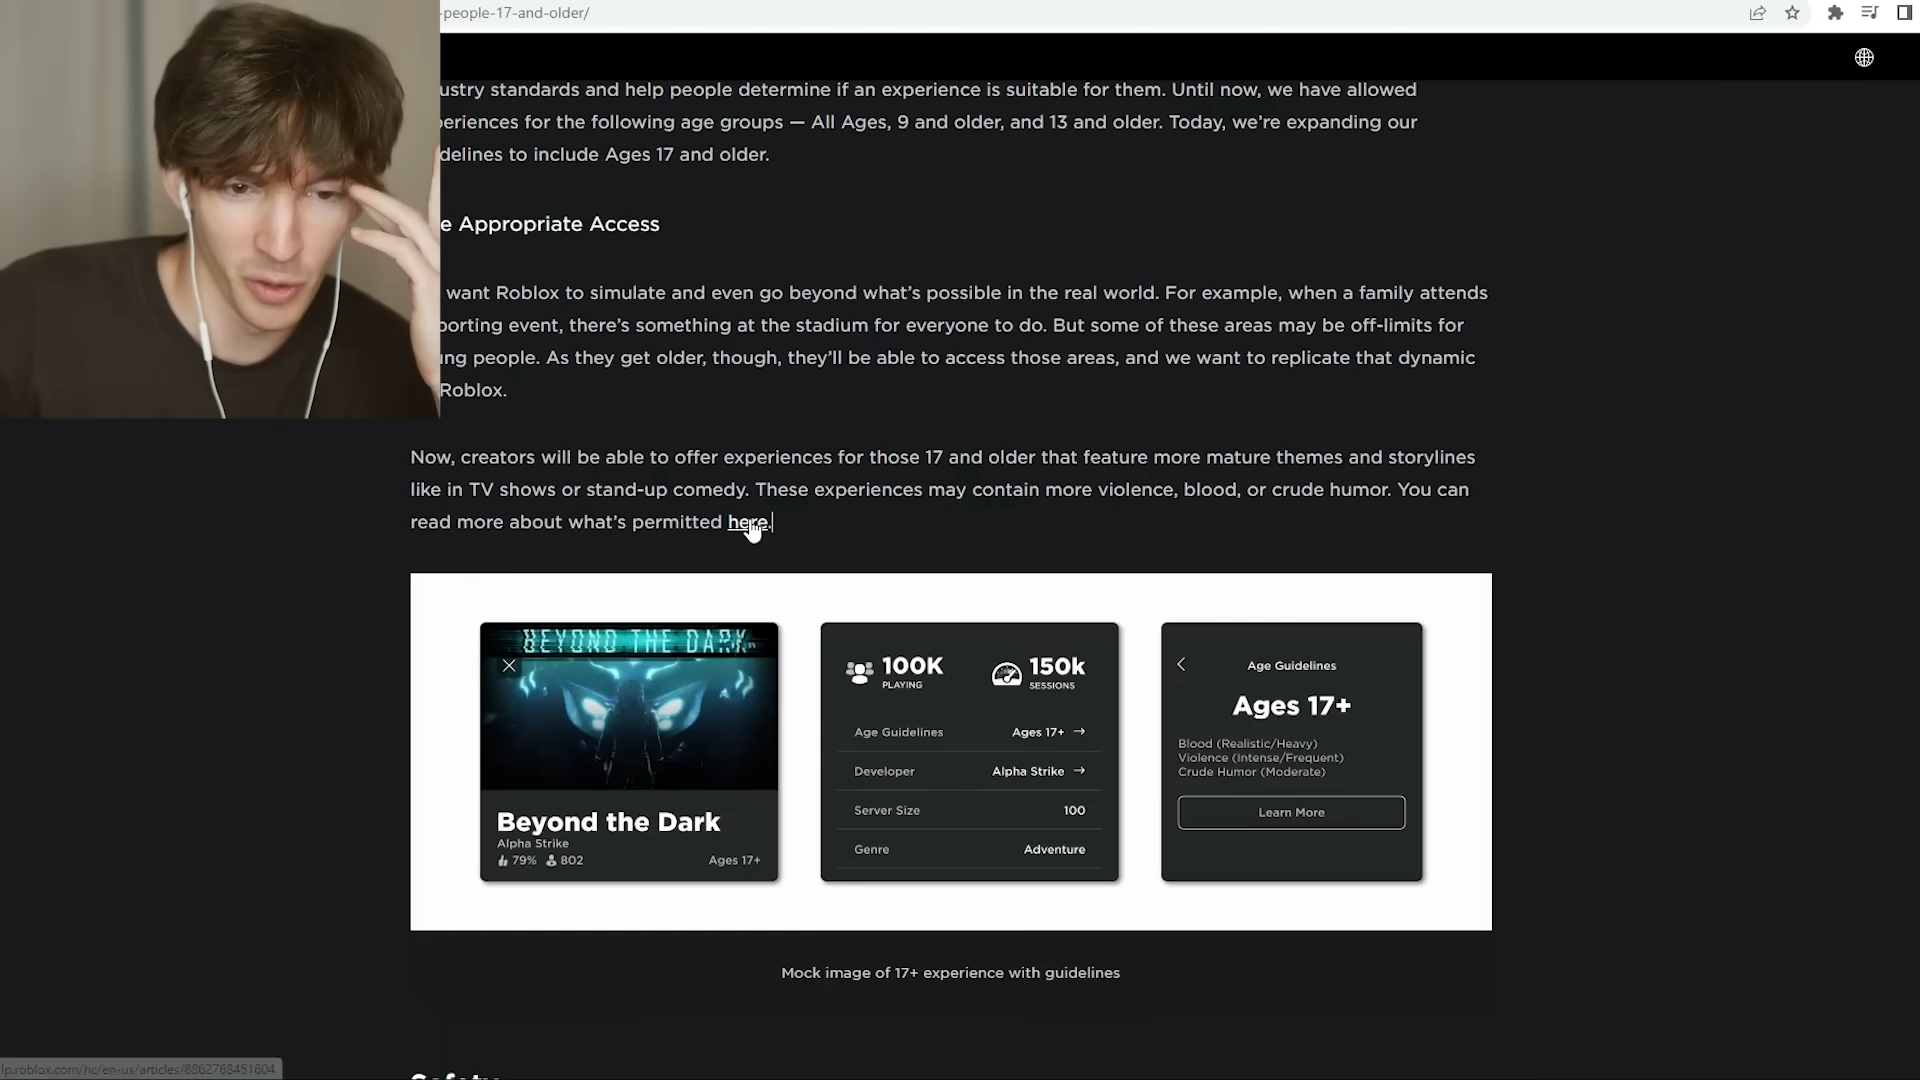 -people-17-and-older/
ustry standards and help people determine if an experience is suitable for them. Until now, we have allowed
periences for the following age groups — All Ages, 9 and older, and 13 and older. Today, we're expanding our
delines to include Ages 17 and older.
e Appropriate Access
want Roblox to simulate and even go beyond what's possible in the real world. For example, when a family attends
porting event, there's something at the stadium for everyone to do. But some of these areas may be off-limits for
ng people. As they get older, though, they'll be able to access those areas, and we want to replicate that dynamic
Roblox.
Now, creators will be able to offer experiences for those 17 and older that feature more mature themes and storylines
like in TV shows or stand-up comedy. These experiences may contain more violence, blood, or crude humor. You can
read more about what's permitted here.
BEYOND THE DARK
Beyond the Dark
Alpha Strike
79% 802 Ages 17+
100K 150k
PLAYING SESSIONS
Age Guidelines Ages 17+ →
Developer Alpha Strike →
Server Size 100
Genre Adventure
Age Guidelines
Ages 17+
Blood (Realistic/Heavy)
Violence (Intense/Frequent)
Crude Humor (Moderate)
Learn More
Mock image of 17+ experience with guidelines
lp.roblox.com/hc/en-us/articles/8862768451604
Safety